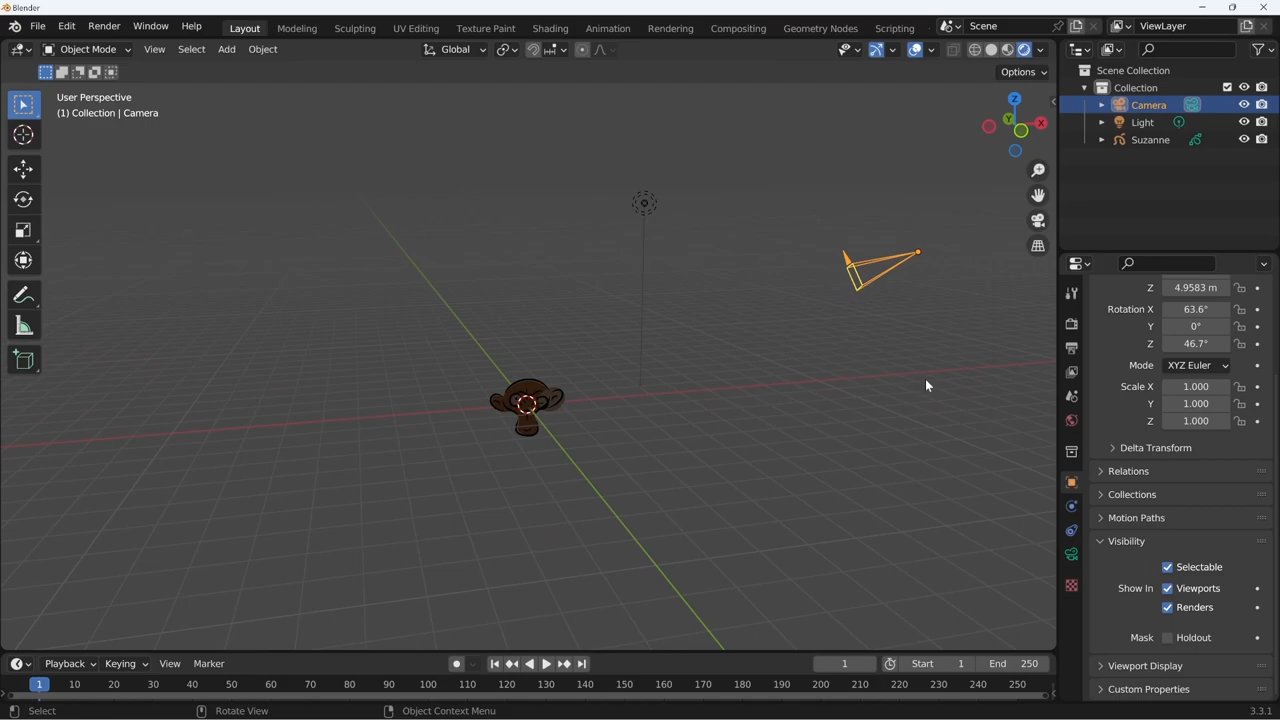 Blender
File Edit Render Window Help Layout Modeling Sculpting UV Editing Texture Paint Shading Animation Rendering Compositing Geometry Nodes Scripting Scene ViewLayer
Object Mode View Select Add Object Global
Options
User Perspective
(1) Collection | Camera
Z
Y
X
Scene Collection
Collection
Camera
Light
Suzanne
Z 4.9583 m
Rotation X 63.6°
Y 0°
Z 46.7°
Mode XYZ Euler
Scale X 1.000
Y 1.000
Z 1.000
Delta Transform
Relations
Collections
Motion Paths
Visibility
Selectable
Show In Viewports
Renders
Mask Holdout
Viewport Display
Custom Properties
Playback Keying View Marker 1 Start 1 End 250
1 10 20 30 40 50 60 70 80 90 100 110 120 130 140 150 160 170 180 190 200 210 220 230 240 250
Select Rotate View Object Context Menu 3.3.1